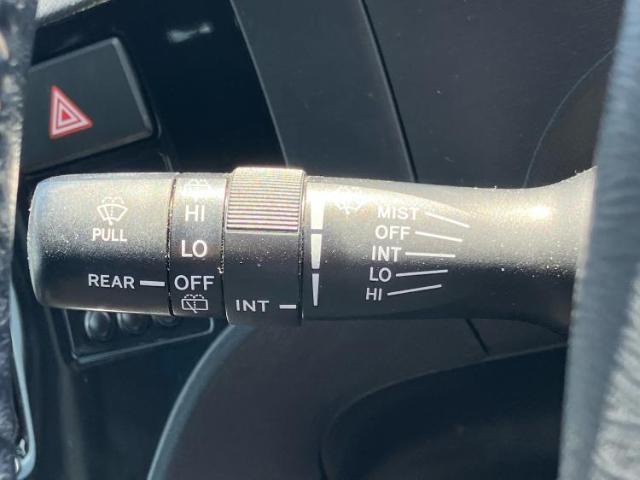 PULL
REAR
HI
LO
OFF
INT
MIST
OFF
INT
LO
HI